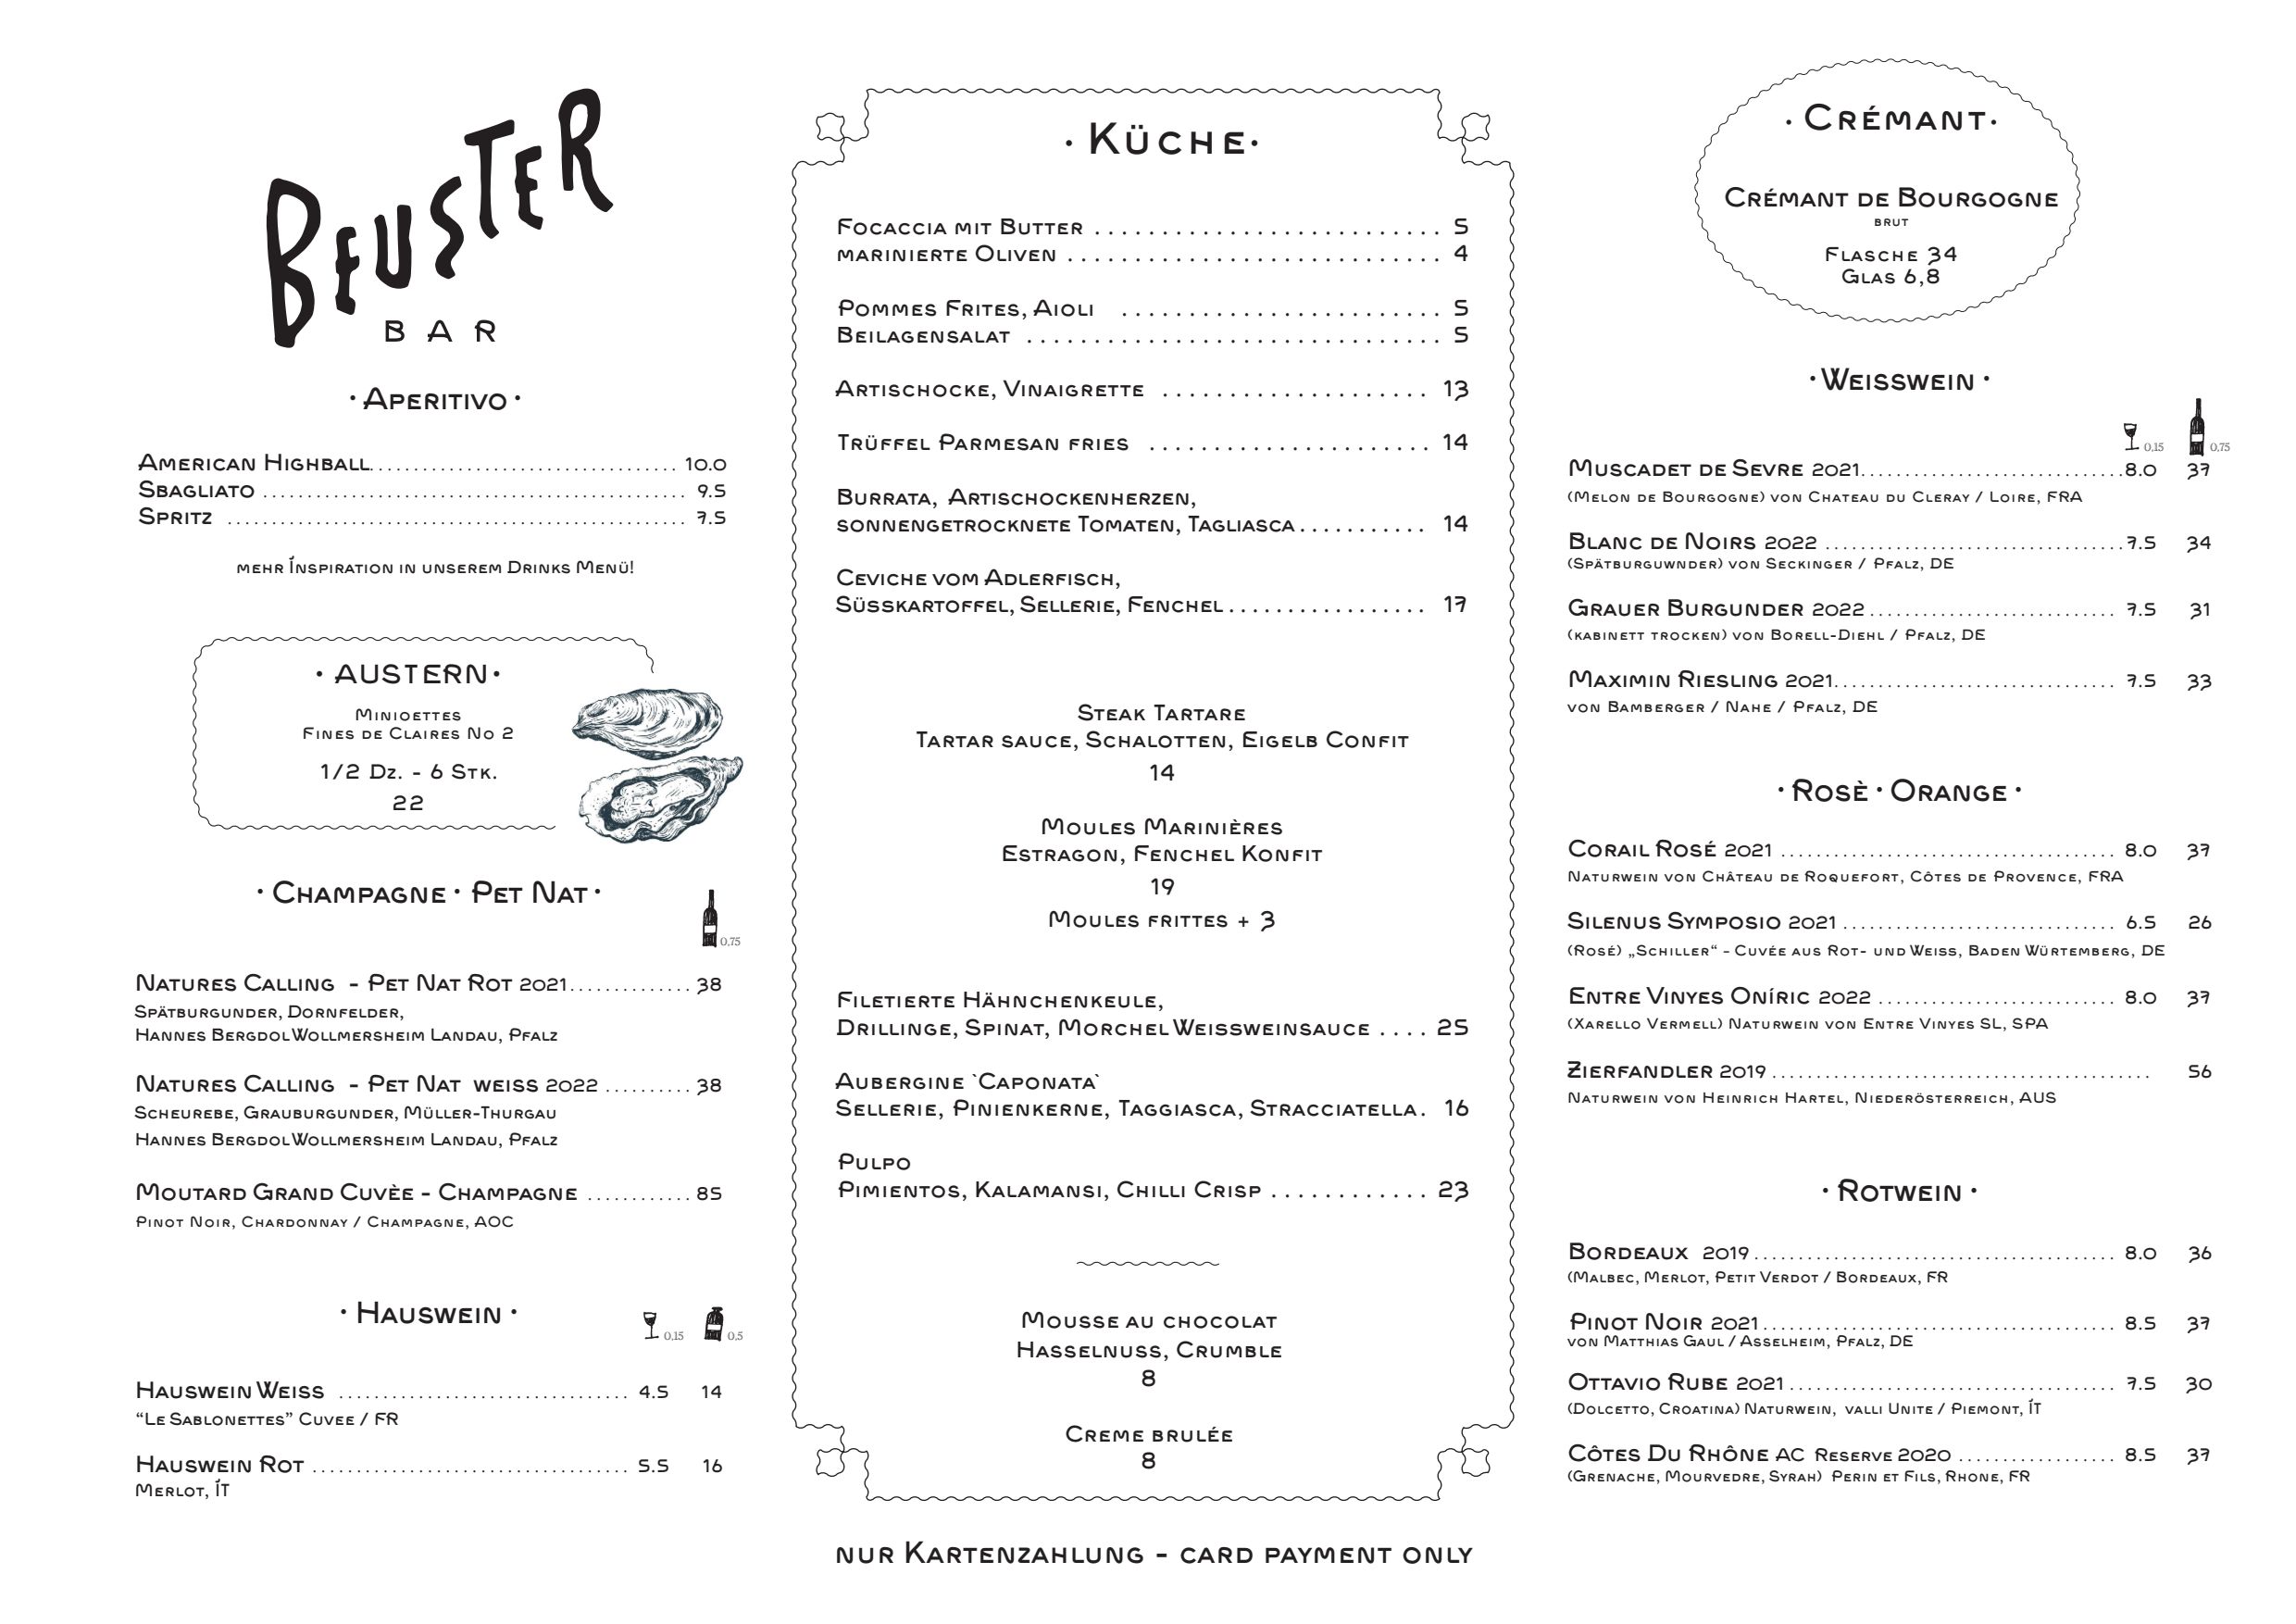 BEUSTER
BAR
· Aperitivo ·
American Highball. . . . . . . . . . 10.0
Sbagliato . . . . . . . . . . 9.5
Spritz . . . . . . . . . . 7.5
mehr Inspiration in unserem Drinks Menü!
· AUSTERN ·
Minioettes
Fines de Claires No 2
1/2 Dz. - 6 Stk.
22
· Champagne · Pet Nat ·
0,75
Natures Calling - Pet Nat Rot 2021. . . . . . . . . . 38
Spätburgunder, Dornfelder,
Hannes Bergdol Wollmersheim Landau, Pfalz
Natures Calling - Pet Nat weiss 2022 . . . . . . . . . . 38
Scheurebe, Grauburgunder, Müller-Thurgau
Hannes Bergdol Wollmersheim Landau, Pfalz
Moutard Grand Cuvèe - Champagne . . . . . . . . . . 85
Pinot Noir, Chardonnay / Champagne, AOC
· Hauswein ·
0,15 0,5
Hauswein Weiss . . . . . . . . . . 4.5 14
“Le Sablonettes” Cuvee / FR
Hauswein Rot . . . . . . . . . . 5.5 16
Merlot, IT
· Küche ·
Focaccia mit Butter . . . . . . . . . . 5
marinierte Oliven . . . . . . . . . . 4
Pommes Frites, Aioli . . . . . . . . . . 5
Beilagensalat . . . . . . . . . . 5
Artischocke, Vinaigrette . . . . . . . . . . 13
Trüffel Parmesan fries . . . . . . . . . . 14
Burrata, Artischockenherzen,
sonnengetrocknete Tomaten, Tagliasca . . . . . . . . . . 14
Ceviche vom Adlerfisch,
Süsskartoffel, Sellerie, Fenchel . . . . . . . . . . 17
Steak Tartare
Tartar sauce, Schalotten, Eigelb Confit
14
Moules Marinières
Estragon, Fenchel Konfit
19
Moules frittes + 3
Filetierte Hähnchenkeule,
Drillinge, Spinat, Morchel Weissweinsauce . . . . 25
Aubergine `Caponata`
Sellerie, Pinienkerne, Taggiasca, Stracciatella. 16
Pulpo
Pimientos, Kalamansi, Chilli Crisp . . . . . . . . . . 23
Mousse au chocolat
Hasselnuss, Crumble
8
Creme brulée
8
nur Kartenzahlung - card payment only
· Crémant ·
Crémant de Bourgogne
brut
Flasche 34
Glas 6,8
· Weisswein ·
0,15 0,75
Muscadet de Sevre 2021. . . . . . . . . . 8.0 37
(Melon de Bourgogne) von Chateau du Cleray / Loire, FRA
Blanc de Noirs 2022 . . . . . . . . . . 7.5 34
(Spätburguwnder) von Seckinger / Pfalz, DE
Grauer Burgunder 2022 . . . . . . . . . . 7.5 31
(kabinett trocken) von Borell-Diehl / Pfalz, DE
Maximin Riesling 2021. . . . . . . . . . 7.5 33
von Bamberger / Nahe / Pfalz, DE
· Rosè · Orange ·
Corail Rosé 2021 . . . . . . . . . . 8.0 37
Naturwein von Château de Roquefort, Côtes de Provence, FRA
Silenus Symposio 2021 . . . . . . . . . . 6.5 26
(Rosé) „Schiller“ - Cuvée aus Rot- und Weiss, Baden Würtemberg, DE
Entre Vinyes Oníric 2022 . . . . . . . . . . 8.0 37
(Xarello Vermell) Naturwein von Entre Vinyes SL, SPA
Zierfandler 2019 . . . . . . . . . . 56
Naturwein von Heinrich Hartel, Niederösterreich, AUS
· Rotwein ·
Bordeaux 2019 . . . . . . . . . . 8.0 36
(Malbec, Merlot, Petit Verdot / Bordeaux, FR
Pinot Noir 2021 . . . . . . . . . . 8.5 37
von Matthias Gaul / Asselheim, Pfalz, DE
Ottavio Rube 2021 . . . . . . . . . . 7.5 30
(Dolcetto, Croatina) Naturwein, valli Unite / Piemont, IT
Côtes Du Rhône AC Reserve 2020 . . . . . . . . . . 8.5 37
(Grenache, Mourvedre, Syrah) Perin et Fils, Rhone, FR